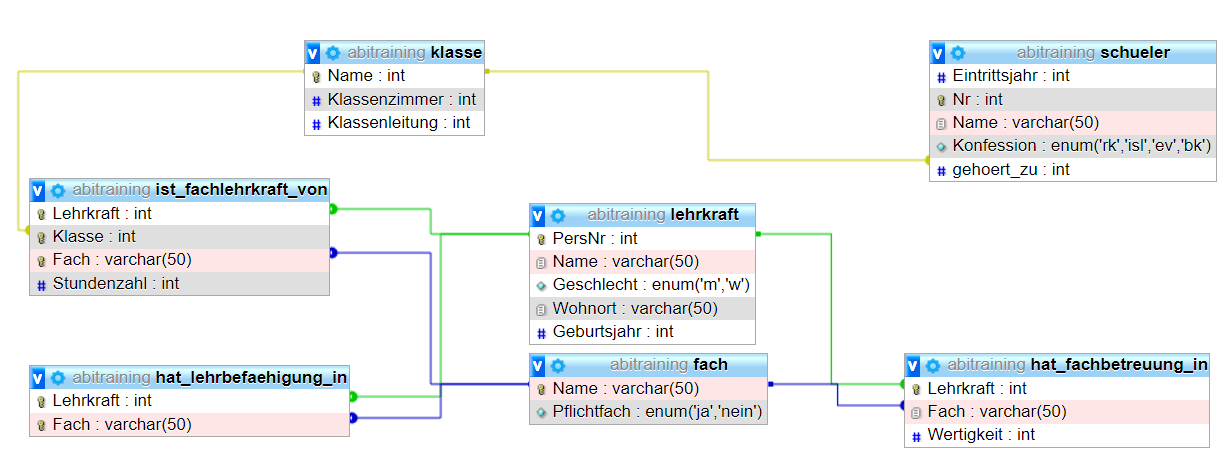 abitraining klasse
Name : int
Klassenzimmer : int
Klassenleitung : int
abitraining schueler
Eintrittsjahr : int
Nr : int
Name : varchar(50)
Konfession : enum('rk','isl','ev','bk')
gehoert_zu : int
abitraining ist_fachlehrkraft_von
Lehrkraft : int
Klasse : int
Fach : varchar(50)
Stundenzahl : int
abitraining lehrkraft
PersNr : int
Name : varchar(50)
Geschlecht : enum('m','w')
Wohnort : varchar(50)
Geburtsjahr : int
abitraining hat_lehrbefaehigung_in
Lehrkraft : int
Fach : varchar(50)
abitraining fach
Name : varchar(50)
Pflichtfach : enum('ja','nein')
abitraining hat_fachbetreuung_in
Lehrkraft : int
Fach : varchar(50)
Wertigkeit : int